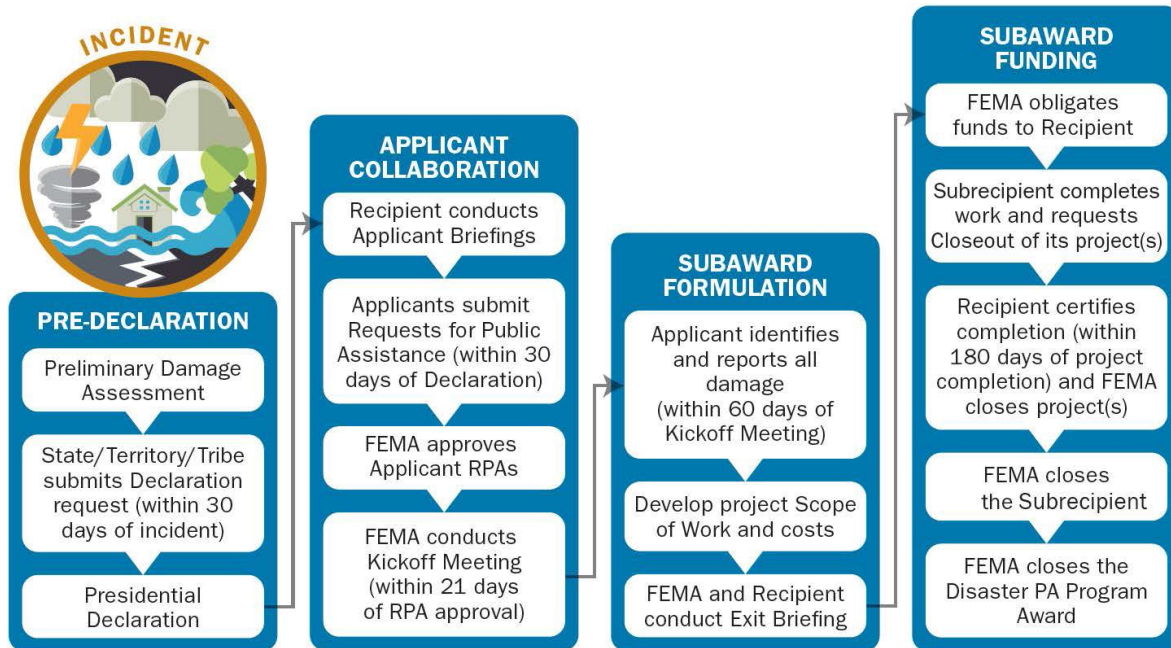 INCIDENT
PRE-DECLARATION
Preliminary Damage
Assessment
State/Territory/Tribe
submits Declaration
request (within 30
days of incident)
Presidential
Declaration
APPLICANT
COLLABORATION
Recipient conducts
Applicant Briefings
Applicants submit
Requests for Public
Assistance (within 30
days of Declaration)
FEMA approves
Applicant RPAs
FEMA conducts
Kickoff Meeting
(within 21 days
of RPA approval)
SUBAWARD
FORMULATION
Applicant identifies
and reports all
damage
(within 60 days of
Kickoff Meeting)
Develop project Scope
of Work and costs
FEMA and Recipient
conduct Exit Briefing
SUBAWARD
FUNDING
FEMA obligates
funds to Recipient
Subrecipient completes
work and requests
Closeout of its project(s)
Recipient certifies
completion (within
180 days of project
completion) and FEMA
closes project(s)
FEMA closes
the Subrecipient
FEMA closes the
Disaster PA Program
Award